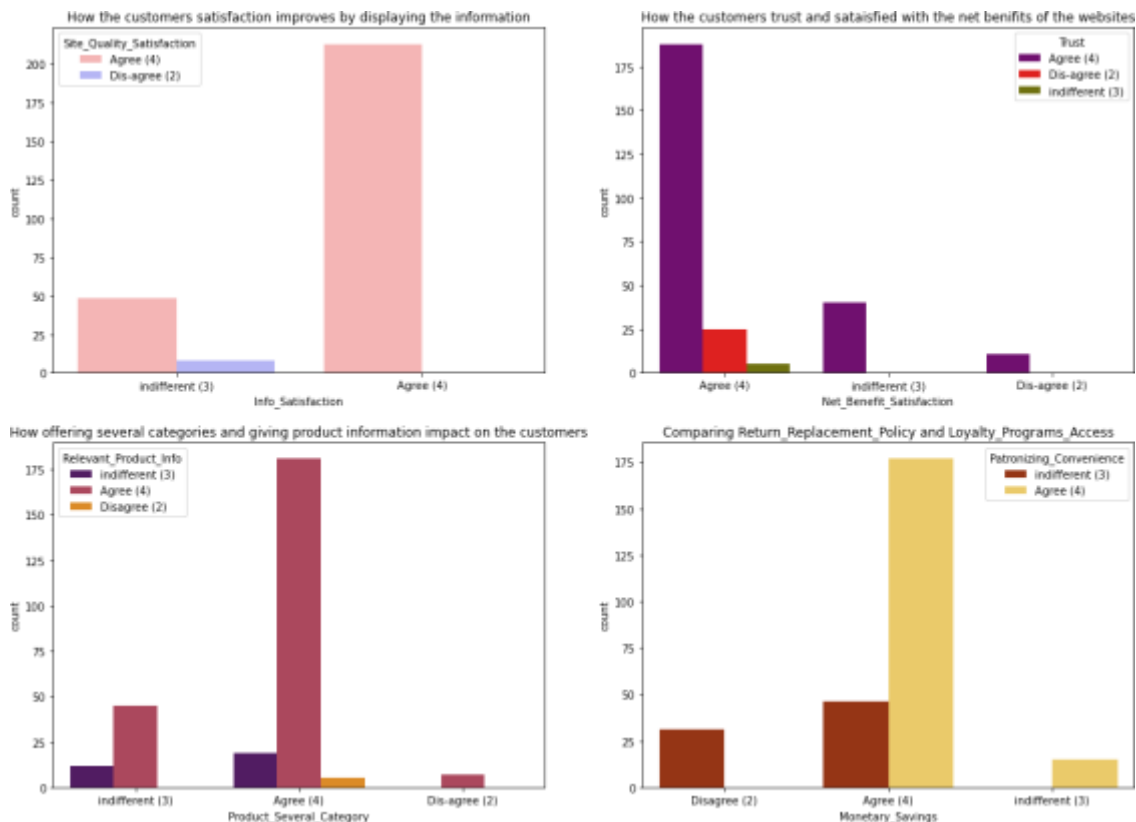 How the customers satisfaction improves by displaying the information
Site_Quality_Satisfaction
Agree (4)
Dis-agree (2)
200
175
150
125
100
75
50
25
0
count
indifferent (3)
Agree (4)
Info_Satisfaction
How the customers trust and sataisfied with the net benifits of the websites
Trust
Agree (4)
Dis-agree (2)
indifferent (3)
175
150
125
100
75
50
25
0
count
Agree (4)
indifferent (3)
Dis-agree (2)
Net_Benefit_Satisfaction
How offering several categories and giving product information impact on the customers
Relevant_Product_Info
indifferent (3)
Agree (4)
Disagree (2)
175
150
125
100
75
50
25
0
count
indifferent (3)
Agree (4)
Dis-agree (2)
Product_Several_Category
Comparing Return_Replacement_Policy and Loyalty_Programs_Access
Patronizing_Convenience
indifferent (3)
Agree (4)
175
150
125
100
75
50
25
0
count
Disagree (2)
Agree (4)
indifferent (3)
Monetary_Savings